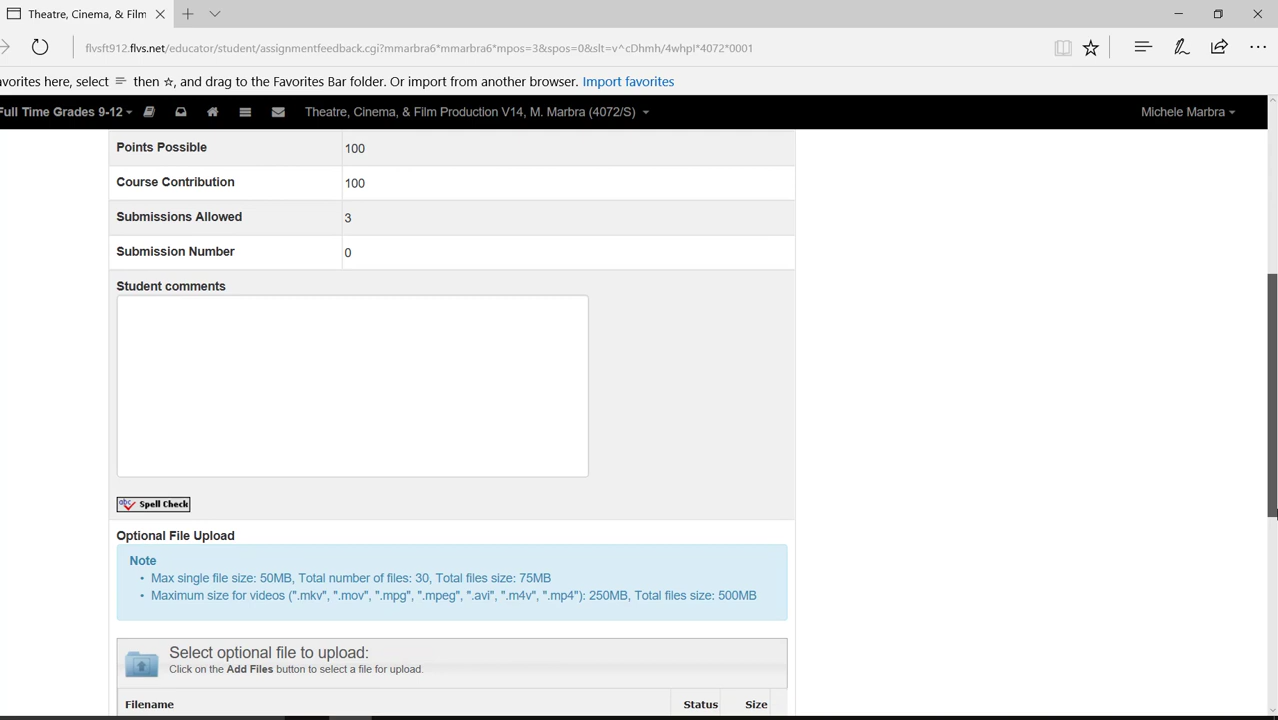 Theatre, Cinema, & Film
flvsft912.flvs.net/educator/student/assignmentfeedback.cgi?mmarbra6*mmarbra6*mpos=3&spos=0&slt=v^cDhmh/4whpI*4072*0001
avorites here, select then ☆, and drag to the Favorites Bar folder. Or import from another browser. Import favorites
Full Time Grades 9-12
Theatre, Cinema, & Film Production V14, M. Marbra (4072/S)
Michele Marbra
Points Possible 100
Course Contribution 100
Submissions Allowed 3
Submission Number 0
Student comments
abc Spell Check
Optional File Upload
Note
• Max single file size: 50MB, Total number of files: 30, Total files size: 75MB
• Maximum size for videos (".mkv", ".mov", ".mpg", ".mpeg", ".avi", ".m4v", ".mp4"): 250MB, Total files size: 500MB
Select optional file to upload:
Click on the Add Files button to select a file for upload.
Filename Status Size